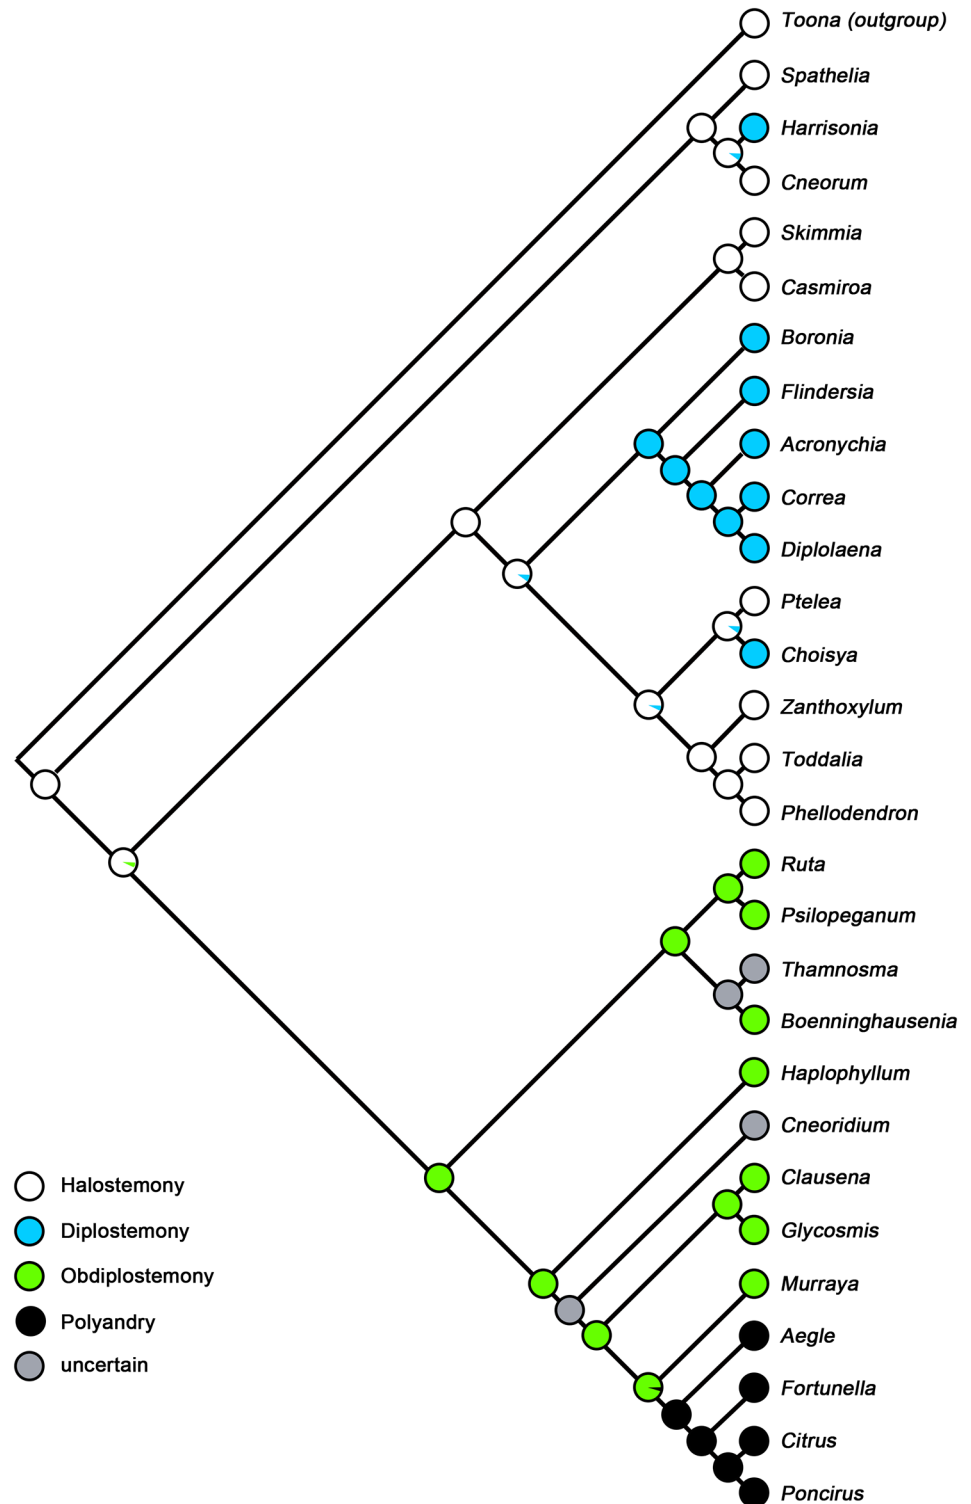 Toona (outgroup)
Spathelia
Harrisonia
Cneorum
Skimmia
Casmiroa
Boronia
Flindersia
Acronychia
Correa
Diplolaena
Ptelea
Choisya
Zanthoxylum
Toddalia
Phellodendron
Ruta
Psilopeganum
Thamnosma
Boenninghausenia
Haplophyllum
Cneoridium
Clausena
Glycosmis
Murraya
Aegle
Fortunella
Citrus
Poncirus
Halostemony
Diplostemony
Obdiplostemony
Polyandry
uncertain